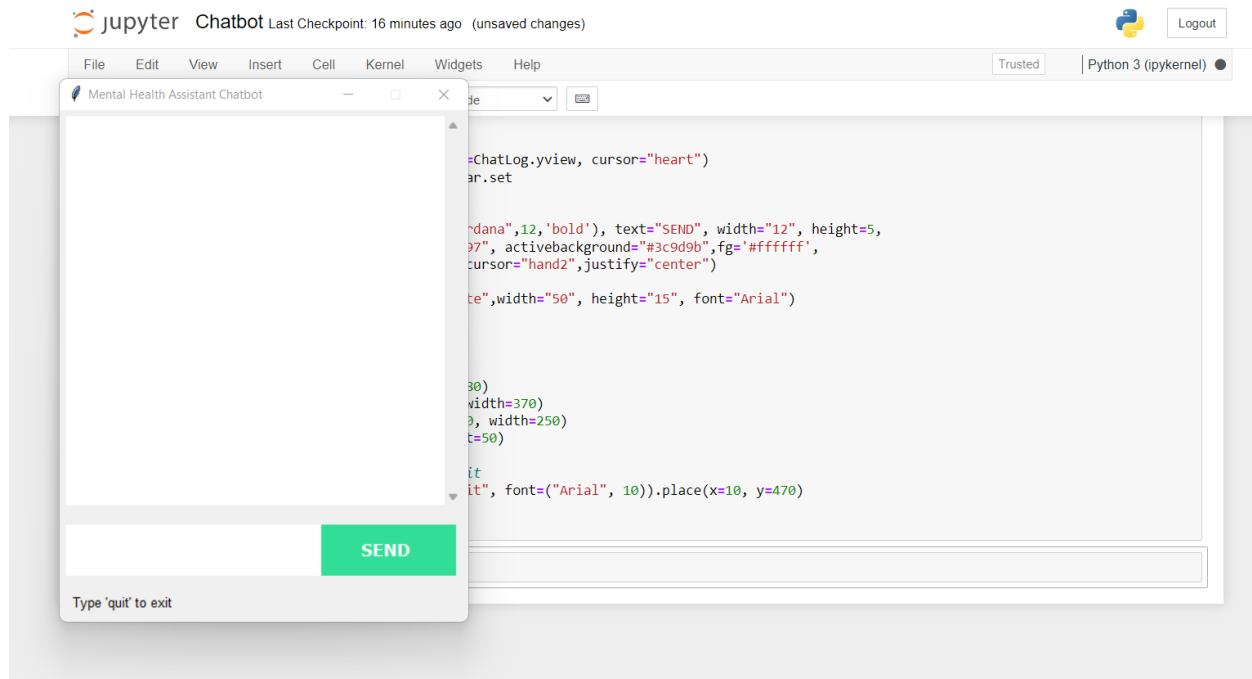 jupyter Chatbot Last Checkpoint: 16 minutes ago (unsaved changes)
Logout
File Edit View Insert Cell Kernel Widgets Help
Trusted
Python 3 (ipykernel)
Mental Health Assistant Chatbot
de
=ChatLog.yview, cursor="heart")
ar.set
rdana",12,'bold'), text="SEND", width="12", height=5,
97", activebackground="#3c9d9b",fg='#ffffff',
cursor="hand2",justify="center")
te",width="50", height="15", font="Arial")
80)
width=370)
0, width=250)
t=50)
it
it", font=("Arial", 10)).place(x=10, y=470)
SEND
Type 'quit' to exit